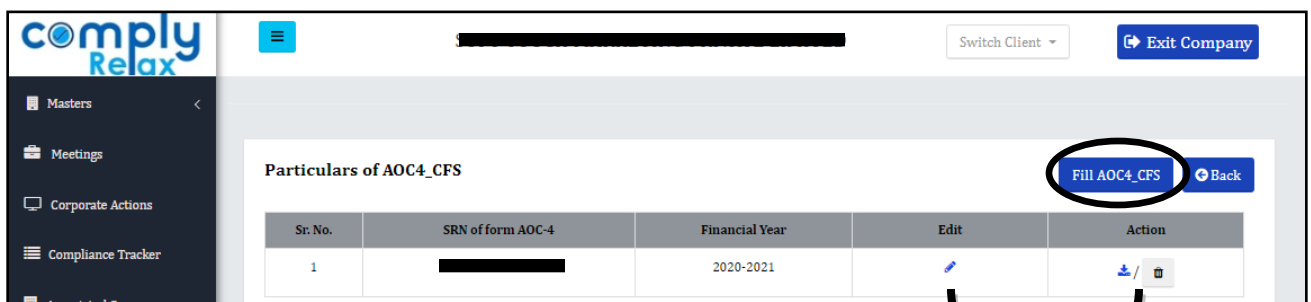 comply
Relax
Switch Client
Exit Company
Masters
Meetings
Corporate Actions
Compliance Tracker
Particulars of AOC4_CFS
Fill AOC4_CFS
Back
Sr. No. SRN of form AOC-4 Financial Year Edit Action
1 2020-2021 /